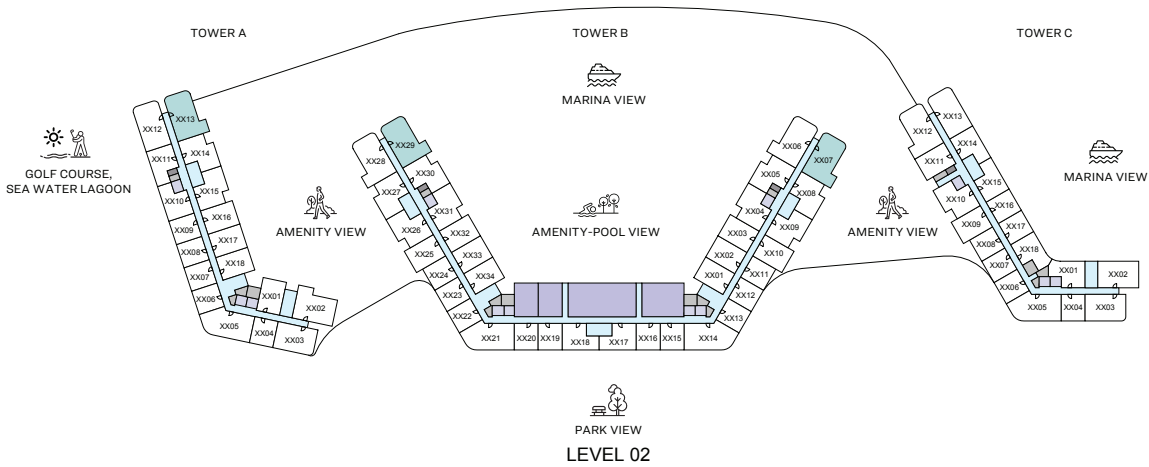 TOWER A
TOWER B
TOWER C
MARINA VIEW
GOLF COURSE,
SEA WATER LAGOON
MARINA VIEW
AMENITY VIEW
AMENITY-POOL VIEW
AMENITY VIEW
XX12
XX13
XX11
XX14
XX10
XX15
XX09
XX16
XX08
XX17
XX07
XX18
XX06
XX01
XX02
XX05
XX04
XX03
XX28
XX29
XX27
XX30
XX26
XX31
XX25
XX32
XX24
XX33
XX23
XX34
XX22
XX21
XX20
XX19
XX18
XX17
XX16
XX15
XX14
XX06
XX07
XX05
XX08
XX04
XX09
XX03
XX10
XX02
XX11
XX01
XX12
XX13
XX12
XX13
XX11
XX14
XX10
XX15
XX09
XX16
XX08
XX17
XX07
XX18
XX06
XX01
XX02
XX05
XX04
XX03
PARK VIEW
LEVEL 02